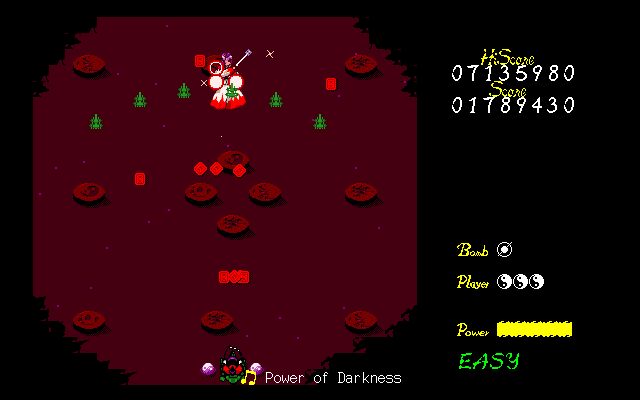 HiScore
07135980
Score
01789430
Bomb
Player
Power
EASY
Power of Darkness